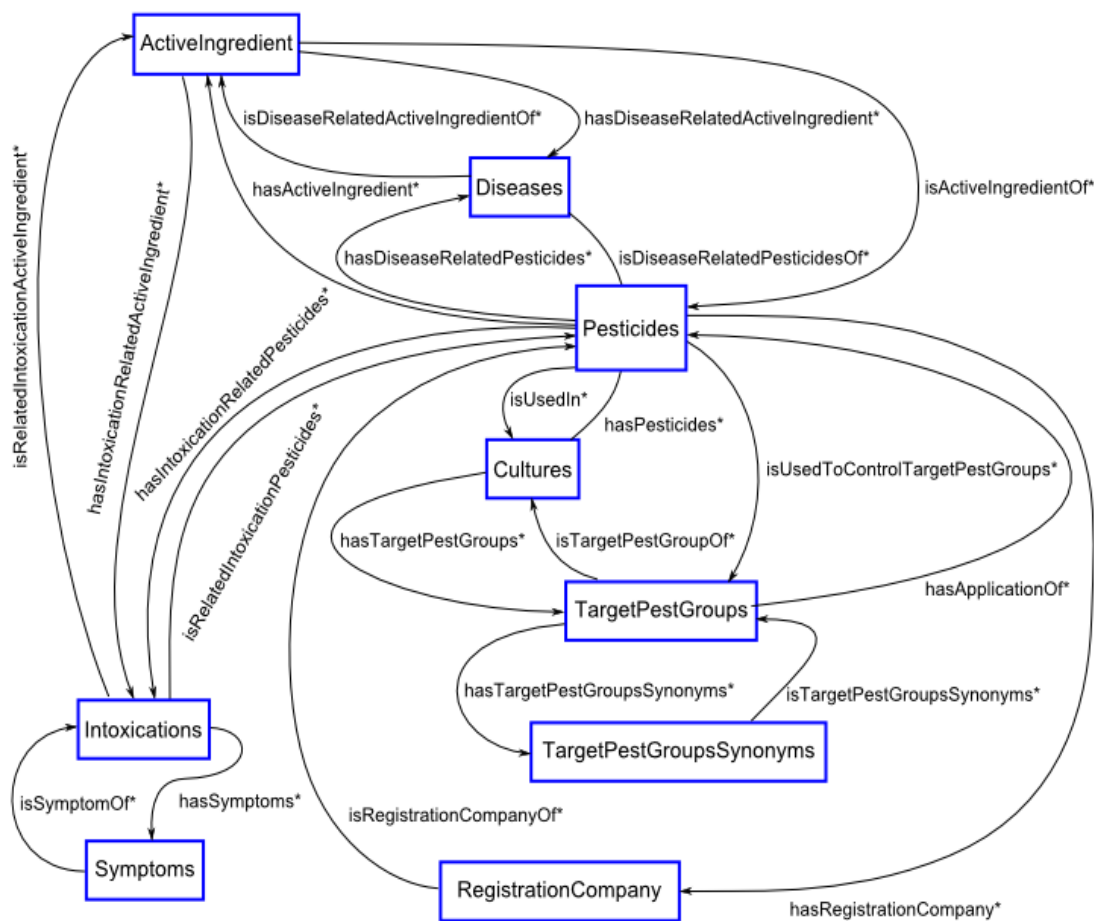 ActiveIngredient
isDiseaseRelatedActiveIngredientOf*
hasDiseaseRelatedActiveIngredient*
hasActiveIngredient*
Diseases
isActiveIngredientOf*
isRelatedIntoxicationActiveIngredient*
hasIntoxicationRelatedActiveIngredient*
hasDiseaseRelatedPesticides*
isDiseaseRelatedPesticidesOf*
hasIntoxicationRelatedPesticides*
Pesticides
isRelatedIntoxicationPesticides*
isUsedIn*
hasPesticides*
Cultures
isUsedToControlTargetPestGroups*
hasTargetPestGroups*
isTargetPestGroupOf*
hasApplicationOf*
TargetPestGroups
hasTargetPestGroupsSynonyms*
isTargetPestGroupsSynonyms*
Intoxications
TargetPestGroupsSynonyms
isSymptomOf*
hasSymptoms*
isRegistrationCompanyOf*
Symptoms
RegistrationCompany
hasRegistrationCompany*